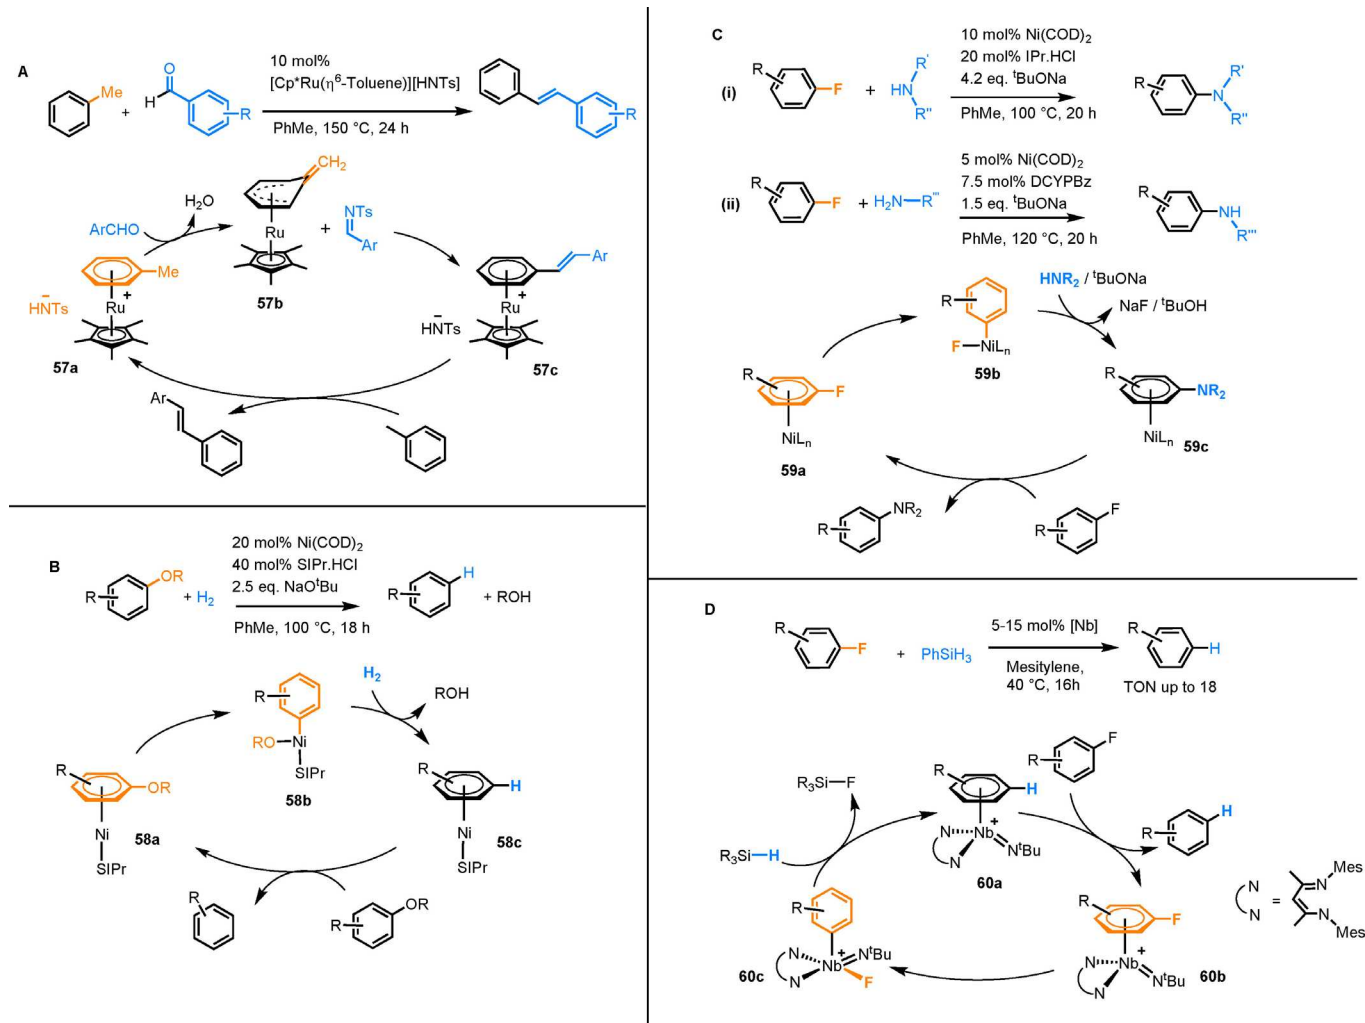 A
Me
+
O
H
R
10 mol%
[Cp*Ru(η⁶-Toluene)][HNTs]
PhMe, 150 °C, 24 h
R
ArCHO
H₂O
CH₂
Ru
57b
+
NTs
Ar
Me
HNTs
–
Ru
+
57a
Ar
Ru
+
HNTs
–
57c
Ar
B
R
OR
+ H₂
20 mol% Ni(COD)₂
40 mol% SIPr.HCl
2.5 eq. NaOᵗBu
PhMe, 100 °C, 18 h
R
H
+ ROH
R
RO
Ni
SIPr
58b
H₂
ROH
R
OR
Ni
SIPr
58a
R
H
Ni
SIPr
58c
R
R
OR
C
(i)
R
F
+
HN
R'
R''
10 mol% Ni(COD)₂
20 mol% IPr.HCl
4.2 eq. ᵗBuONa
PhMe, 100 °C, 20 h
R
N
R'
R''
(ii)
R
F
+ H₂N R'''
5 mol% Ni(COD)₂
7.5 mol% DCYPBz
1.5 eq. ᵗBuONa
PhMe, 120 °C, 20 h
R
NH
R'''
R
F NiLₙ
59b
HNR₂ / ᵗBuONa
NaF / ᵗBuOH
R
F
NiLₙ
59a
R
NR₂
NiLₙ
59c
R
NR₂
R
F
D
R
F
+ PhSiH₃
5-15 mol% [Nb]
Mesitylene,
40 °C, 16h
R
H
TON up to 18
R₃Si F
R₃Si H
R
H
N
N
Nb
+
NᵗBu
60a
R
F
R
H
R
F
N
N
Nb
+
NᵗBu
60b
R
N
N
Nb
+
NᵗBu
F
60c
N
N
=
N Mes
N
Mes